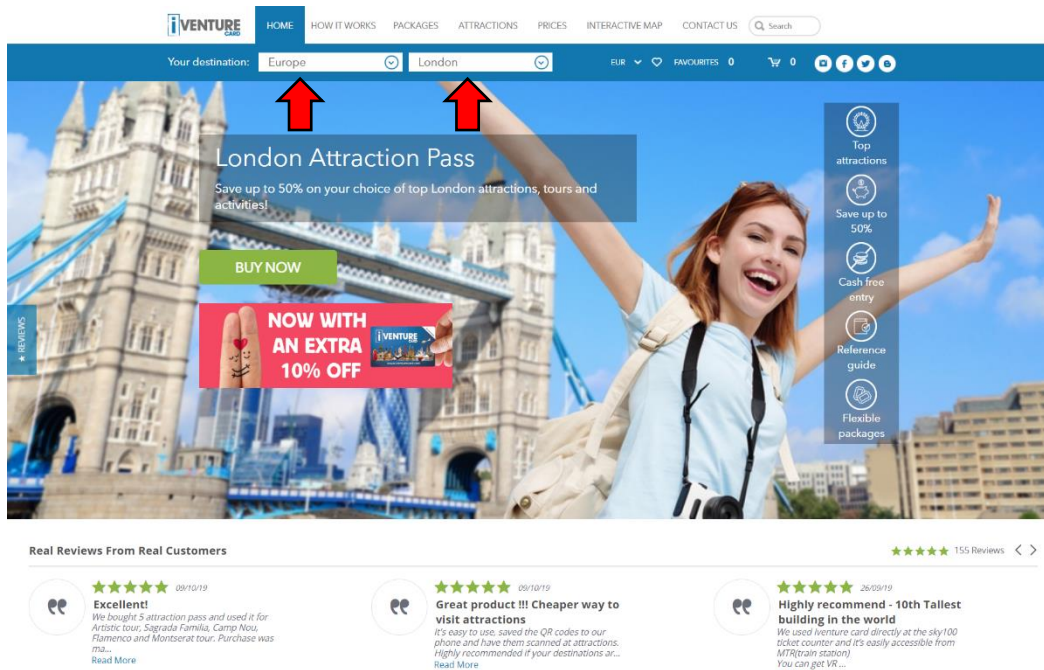 iVENTURE CARD HOME HOW IT WORKS PACKAGES ATTRACTIONS PRICES INTERACTIVE MAP CONTACT US Search
Your destination: Europe London EUR FAVOURITES 0 0
London Attraction Pass
Save up to 50% on your choice of top London attractions, tours and
activities!
BUY NOW
NOW WITH
AN EXTRA
10% OFF
iVENTURE
Top
attractions
Save up to
50%
Cash free
entry
Reference
guide
Flexible
packages
★ REVIEWS
Real Reviews From Real Customers
155 Reviews
09/10/19
Excellent!
We bought 5 attraction pass and used it for
Artistic tour, Sagrada Familia, Camp Nou,
Flamenco and Montserat tour. Purchase was
ma...
Read More
09/10/19
Great product !!! Cheaper way to
visit attractions
It's easy to use, saved the QR codes to our
phone and have them scanned at attractions.
Highly recommended if your destinations ar...
Read More
26/09/19
Highly recommend - 10th Tallest
building in the world
We used Iventure card directly at the sky100
ticket counter and it's easily accessible from
MTR(train station)
You can get VR ...